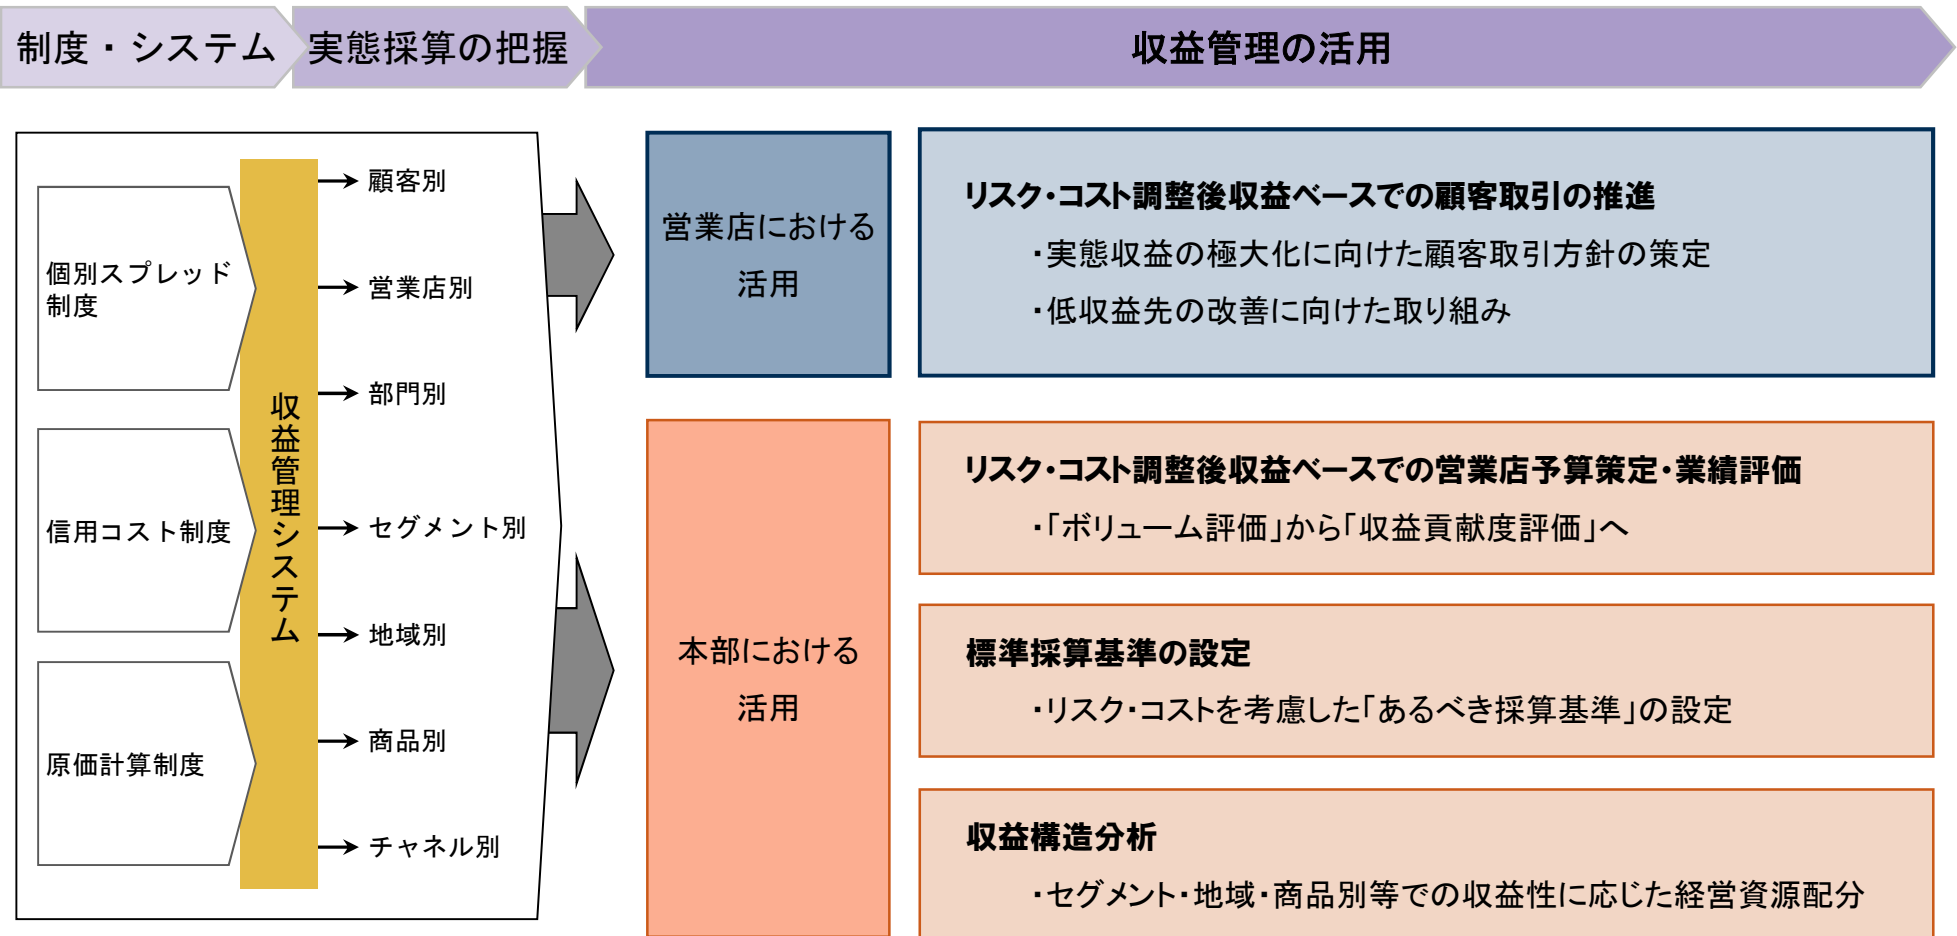 制度・システム
実態採算の把握
収益管理の活用
個別スプレッド
制度
信用コスト制度
原価計算制度
収益管理システム
顧客別
営業店別
部門別
セグメント別
地域別
商品別
チャネル別
営業店における
活用
リスク・コスト調整後収益ベースでの顧客取引の推進
・実態収益の極大化に向けた顧客取引方針の策定
・低収益先の改善に向けた取り組み
本部における
活用
リスク・コスト調整後収益ベースでの営業店予算策定・業績評価
・「ボリューム評価」から「収益貢献度評価」へ
標準採算基準の設定
・リスク・コストを考慮した「あるべき採算基準」の設定
収益構造分析
・セグメント・地域・商品別等での収益性に応じた経営資源配分